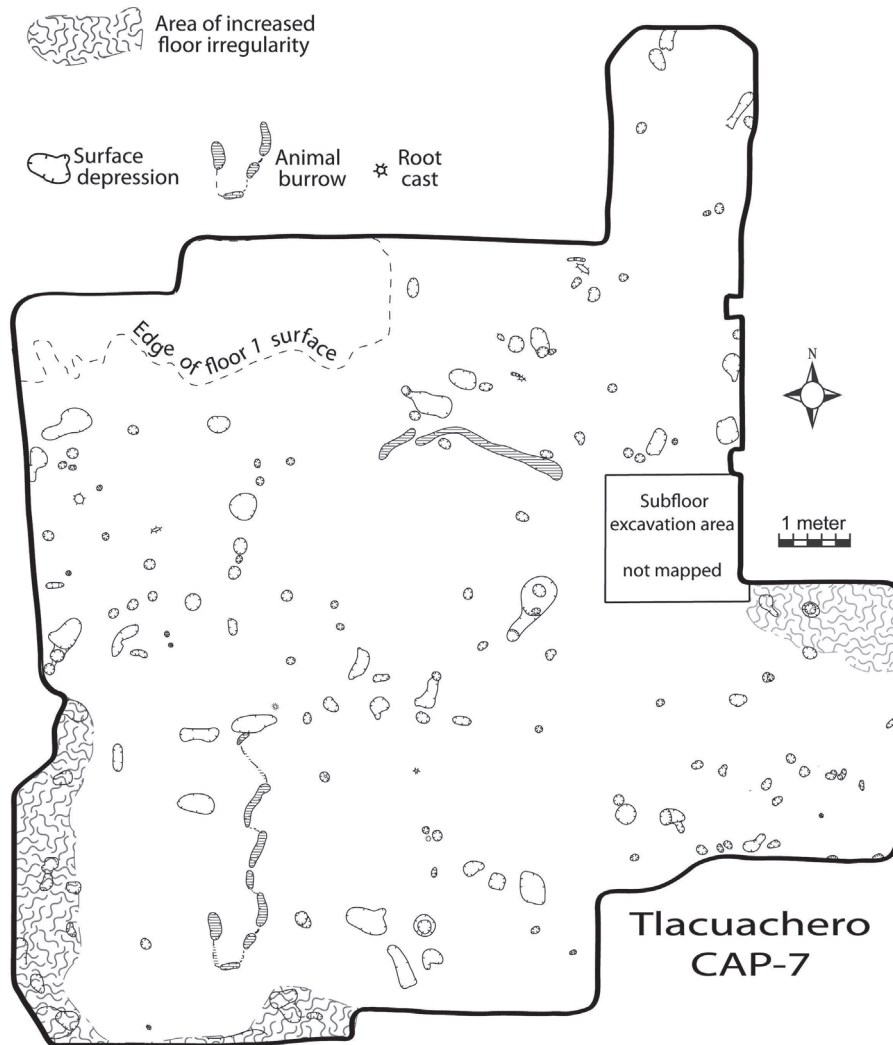 Area of increased
floor irregularity
Surface
depression
Animal
burrow
Root
cast
Edge of floor 1 surface
N
Subfloor
excavation area
not mapped
1 meter
Tlacuachero
CAP-7